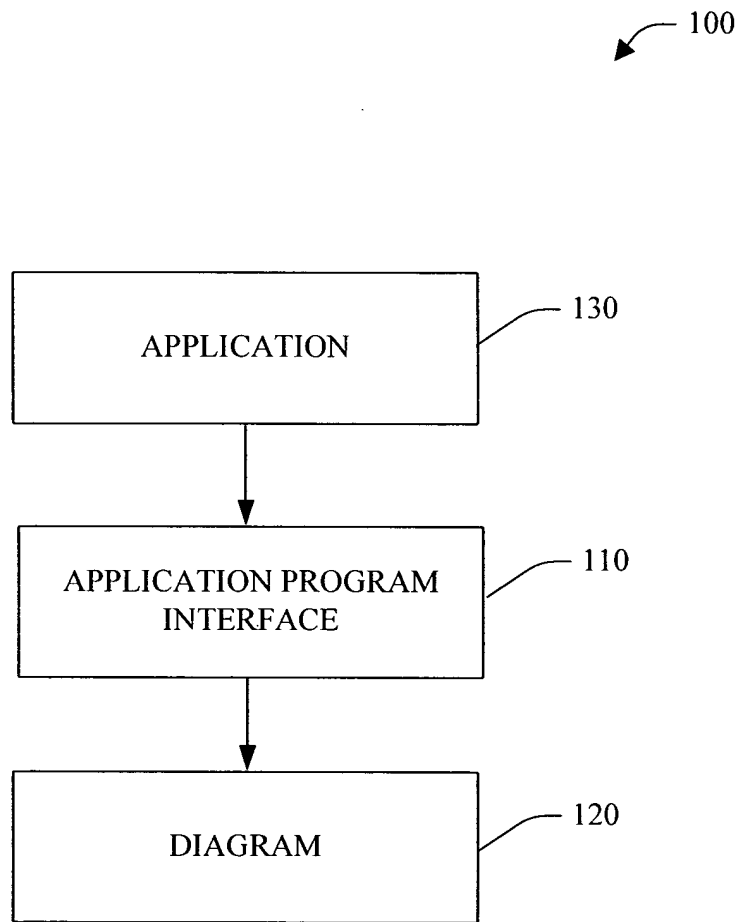 100
APPLICATION
130
APPLICATION PROGRAM
INTERFACE
110
DIAGRAM
120